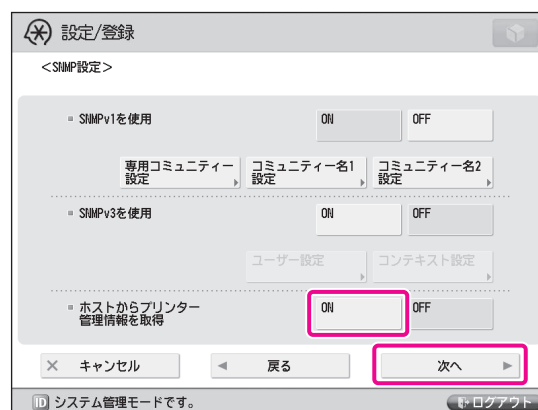 設定/登録
<SNMP設定>
SNMPv1を使用
ON
OFF
専用コミュニティー
設定
コミュニティー名1
設定
コミュニティー名2
設定
SNMPv3を使用
ON
OFF
ユーザー設定
コンテキスト設定
ホストからプリンター
管理情報を取得
ON
OFF
キャンセル
戻る
次へ
ID システム管理モードです。
ログアウト